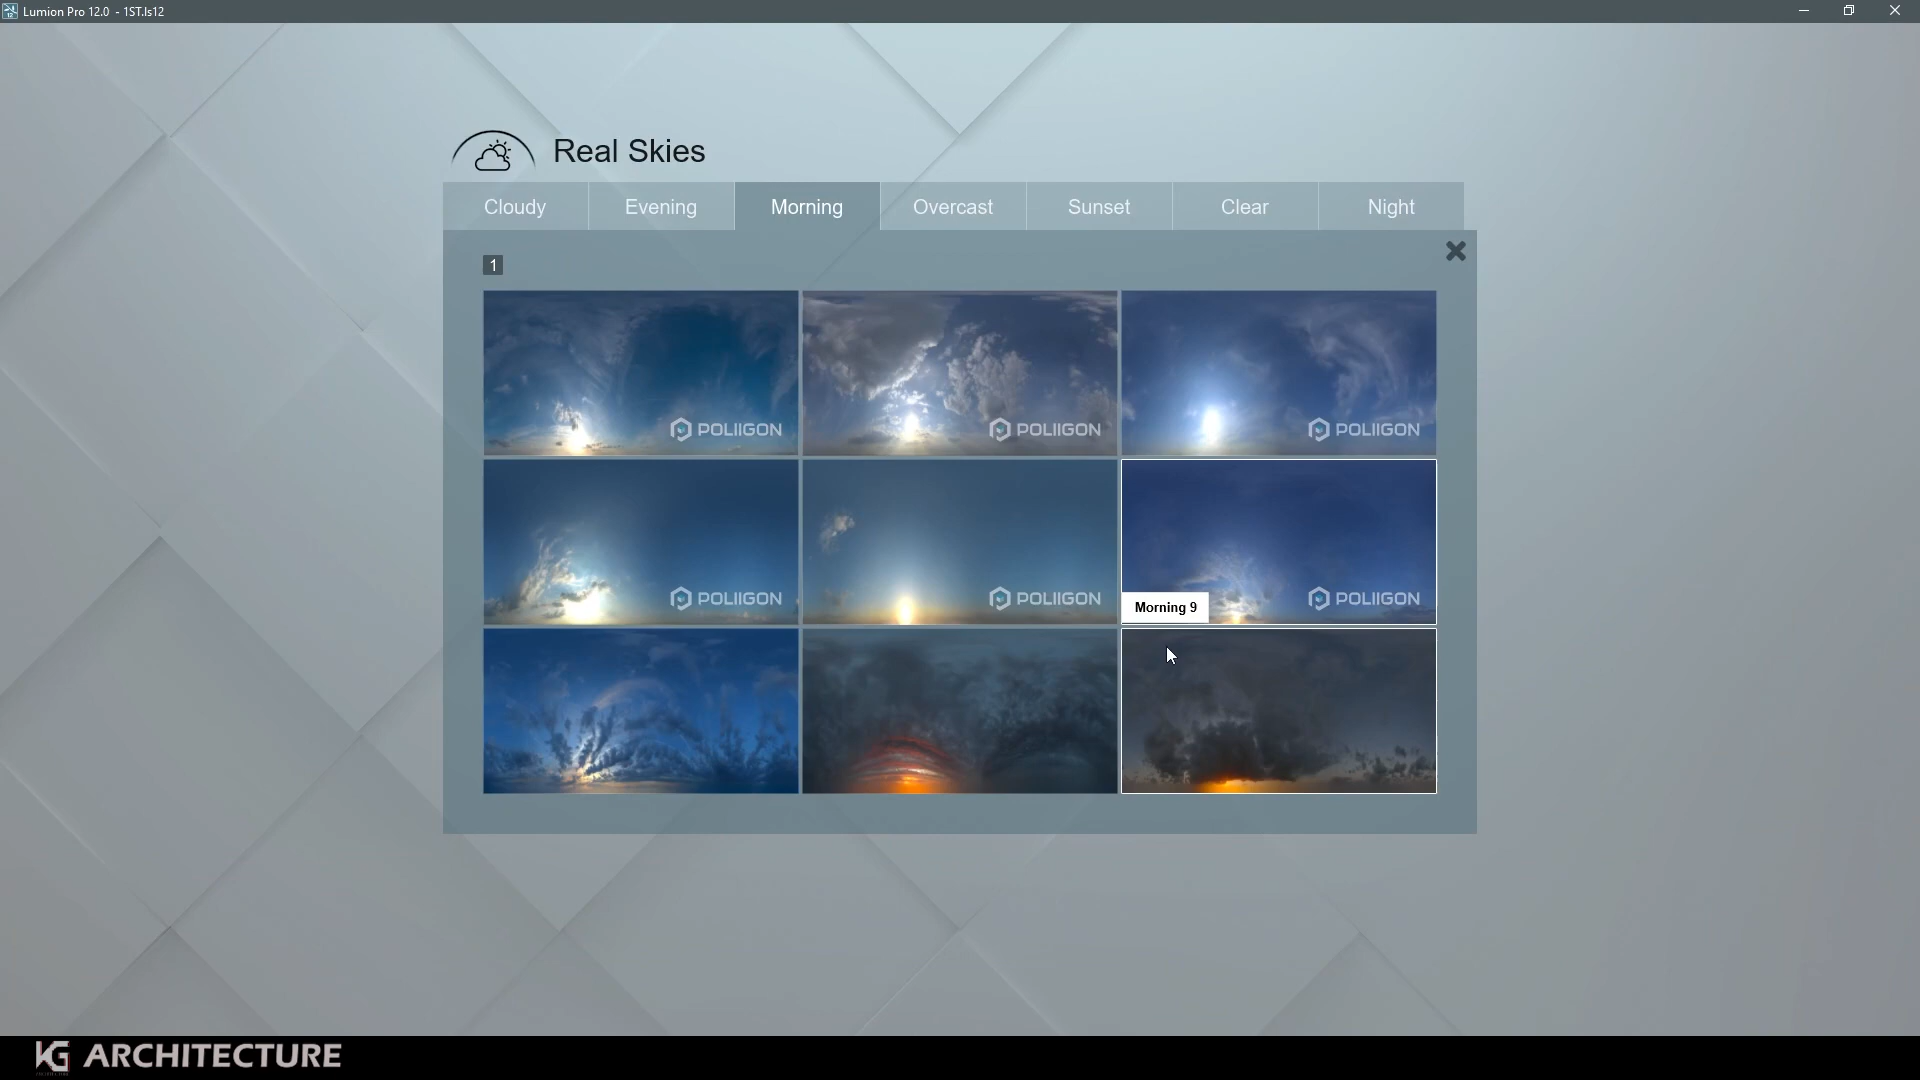 Lumion Pro 12.0 - 1ST.ls12
Real Skies
Cloudy
Evening
Morning
Overcast
Sunset
Clear
Night
1
POLIIGON
POLIIGON
POLIIGON
POLIIGON
POLIIGON
POLIIGON
Morning 9
KG ARCHITECTURE